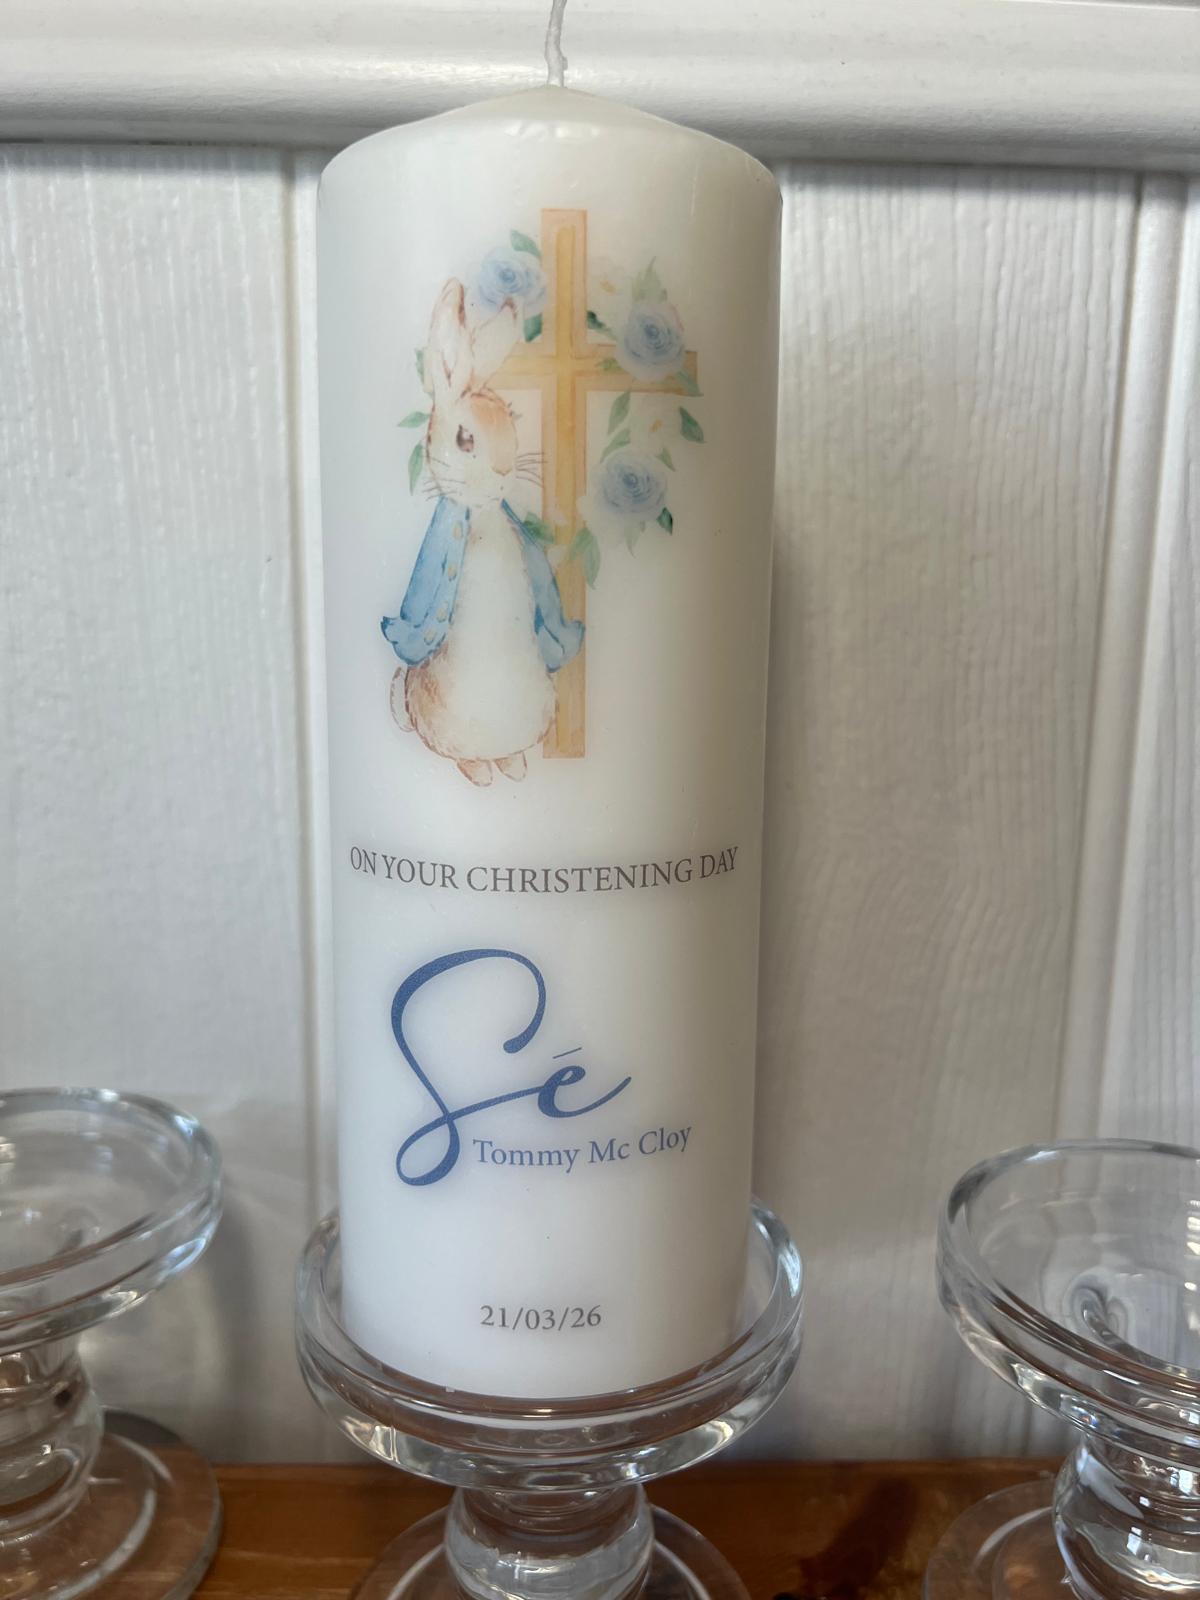 ON YOUR CHRISTENING DAY
Sé
Tommy Mc Cloy
21/03/26